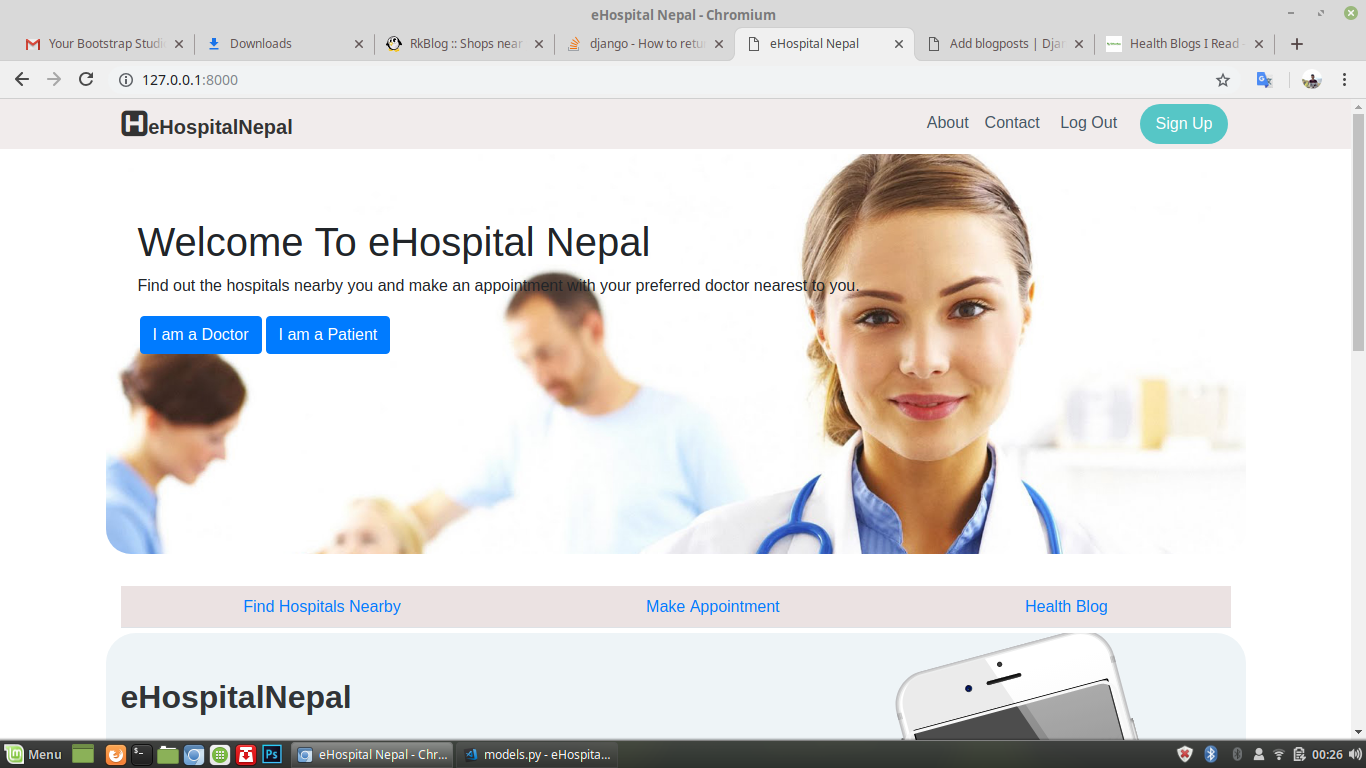 eHospital Nepal - Chromium
Your Bootstrap Studi
Downloads
RkBlog :: Shops near
django - How to retu
eHospital Nepal
Add blogposts | Dja
Health Blogs I Read
127.0.0.1:8000
HeHospitalNepal
About Contact Log Out Sign Up
Welcome To eHospital Nepal
Find out the hospitals nearby you and make an appointment with your preferred doctor nearest to you.
I am a Doctor I am a Patient
Find Hospitals Nearby Make Appointment Health Blog
eHospitalNepal
Menu Ps eHospital Nepal - Chr... models.py - eHospita... 00:26